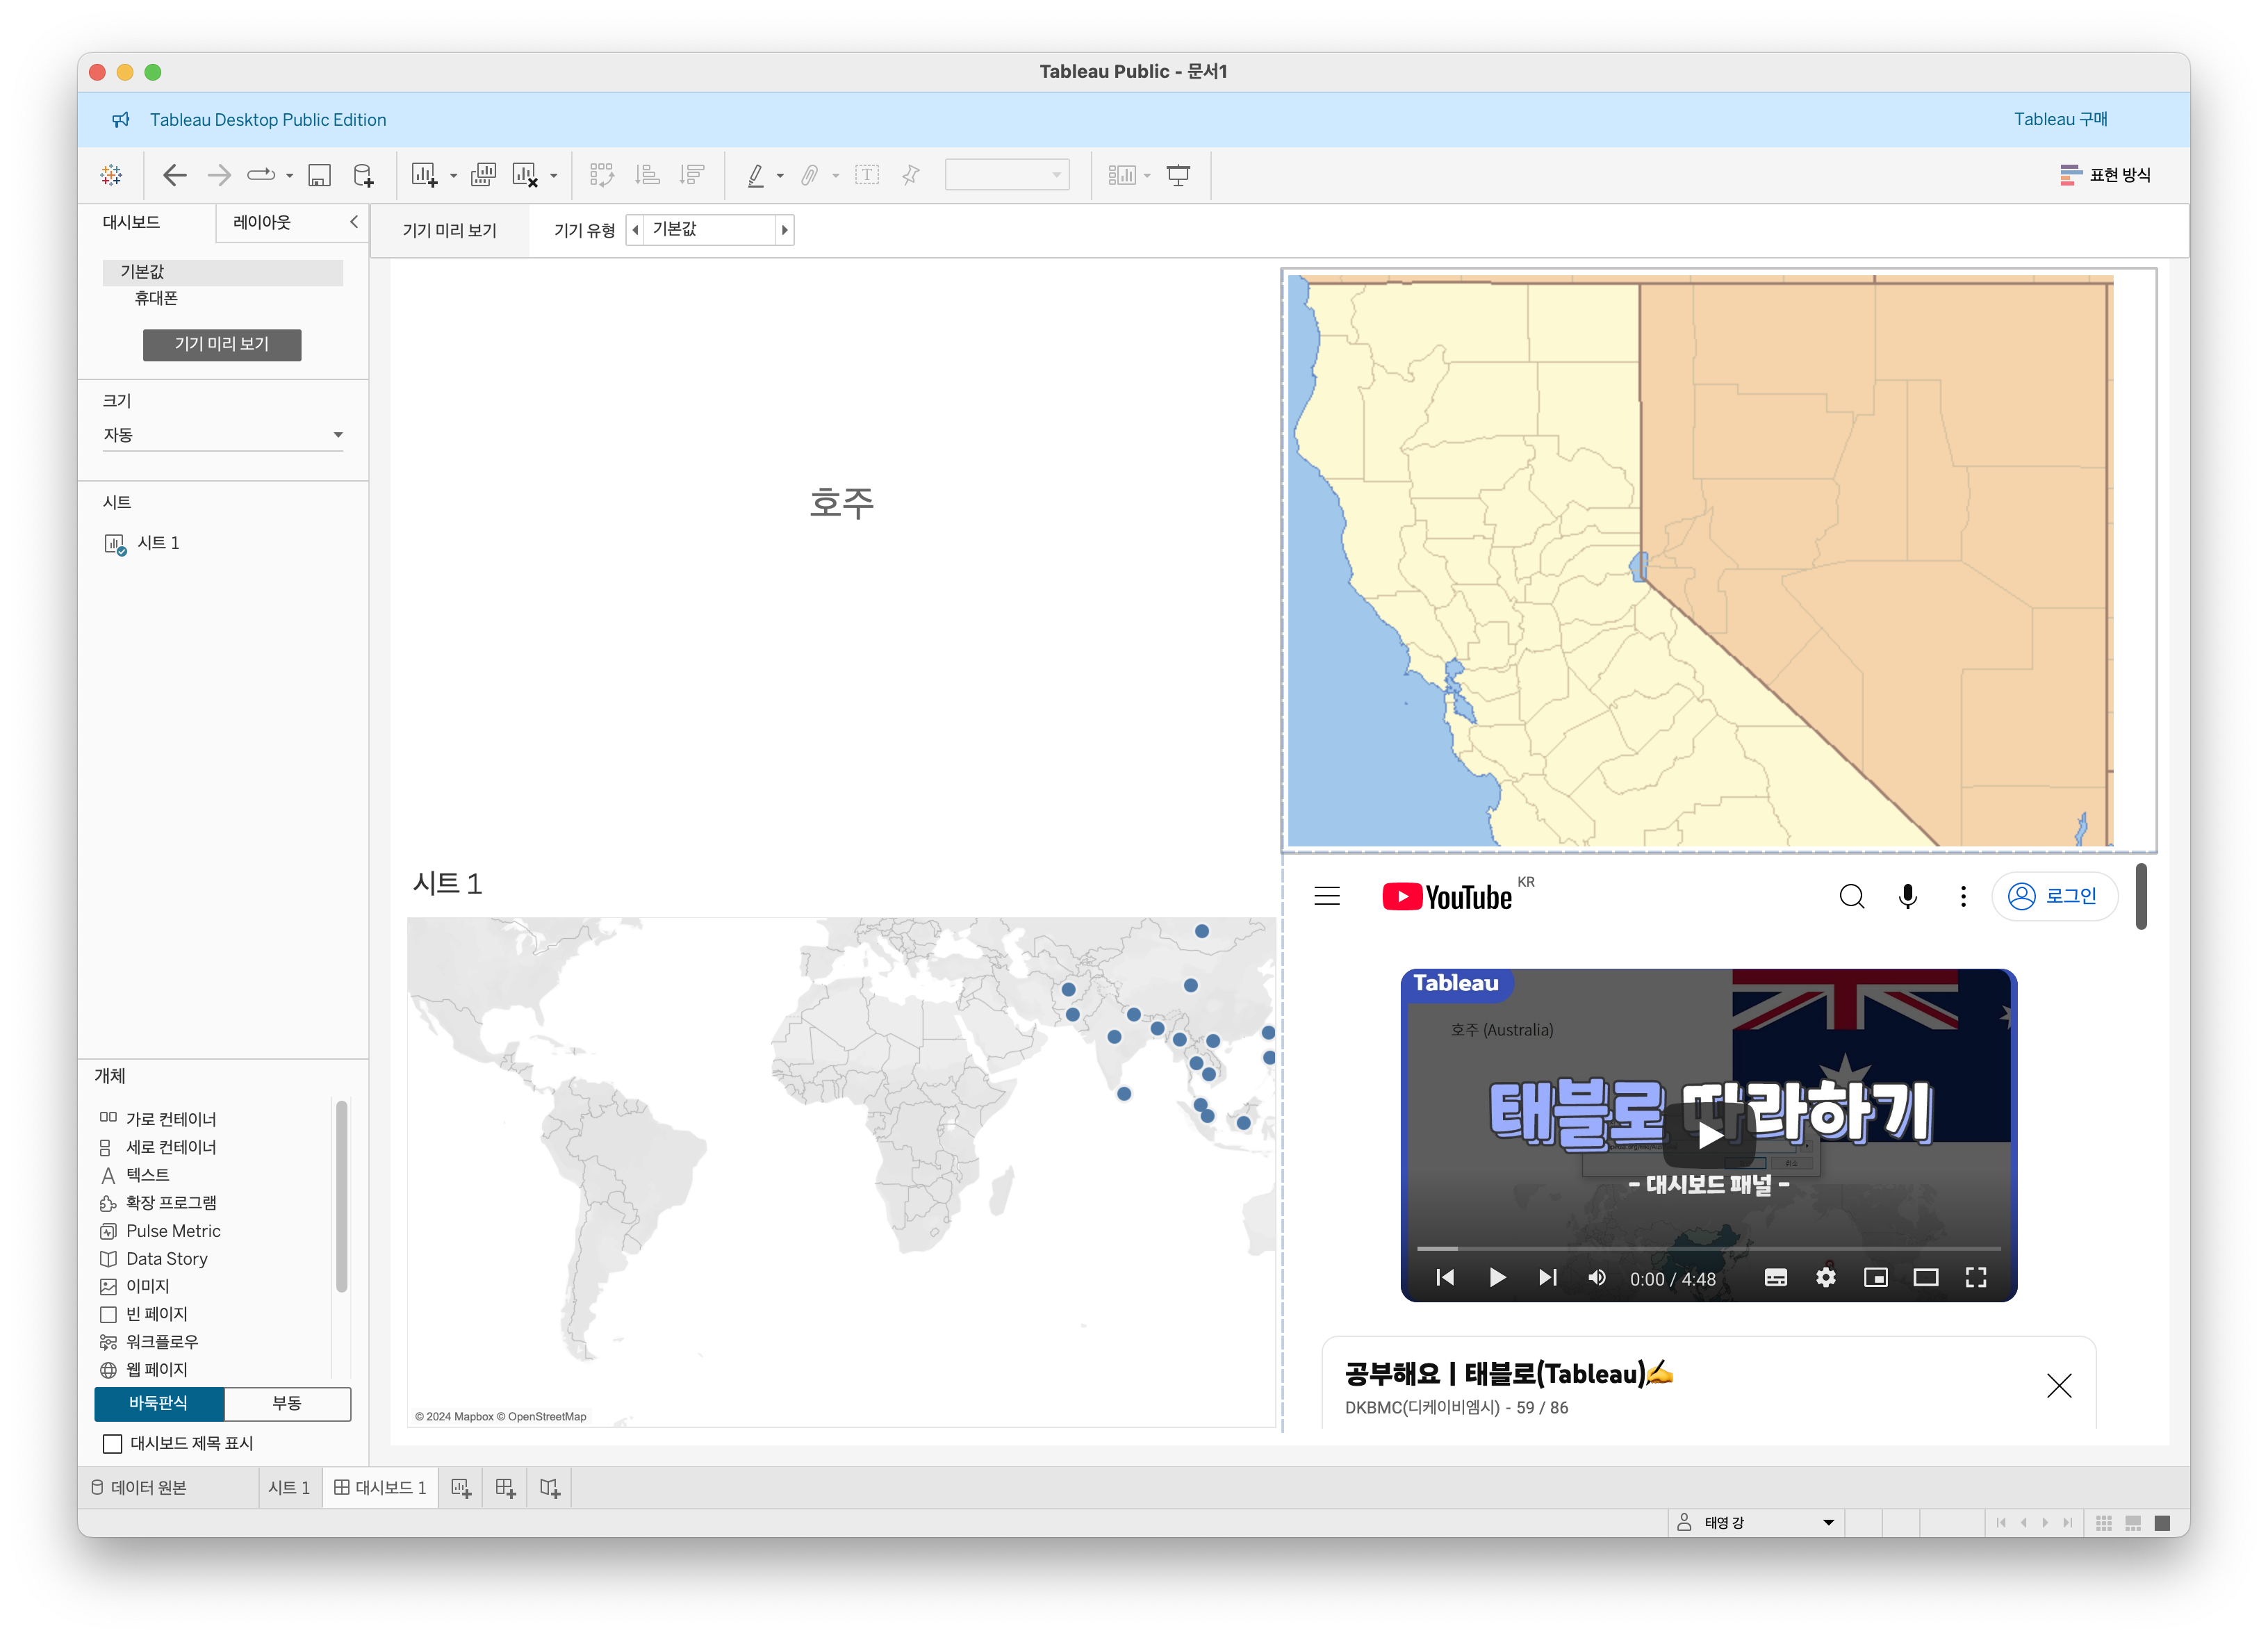 Tableau Public - 문서1
Tableau Desktop Public Edition
Tableau 구매
표현 방식
대시보드
레이아웃
기본값
휴대폰
기기 미리 보기
크기
자동
시트
시트 1
개체
가로 컨테이너
세로 컨테이너
텍스트
확장 프로그램
Pulse Metric
Data Story
이미지
빈 페이지
워크플로우
웹 페이지
바둑판식
부동
대시보드 제목 표시
기기 미리 보기
기기 유형
기본값
호주
시트 1
© 2024 Mapbox © OpenStreetMap
YouTube KR
로그인
Tableau
호주 (Australia)
태블로 따라하기
- 대시보드 패널 -
0:00 / 4:48
공부해요 | 태블로(Tableau)✍
DKBMC(디케이비엠시) - 59 / 86
데이터 원본
시트 1
대시보드 1
태영 강